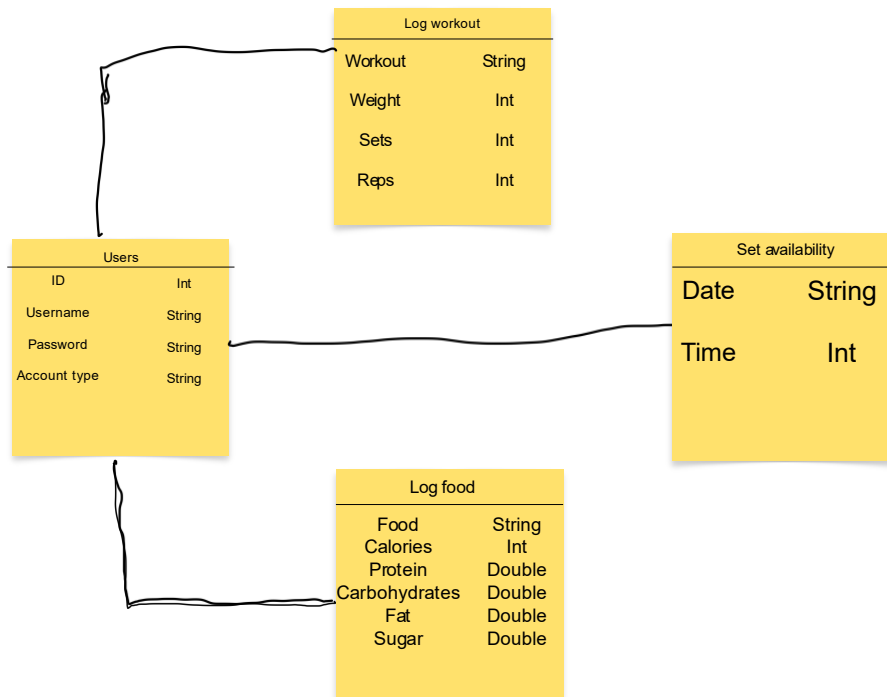 Log workout
Workout String
Weight Int
Sets Int
Reps Int
Users
ID Int
Username String
Password String
Account type String
Set availability
Date String
Time Int
Log food
Food String
Calories Int
Protein Double
Carbohydrates Double
Fat Double
Sugar Double